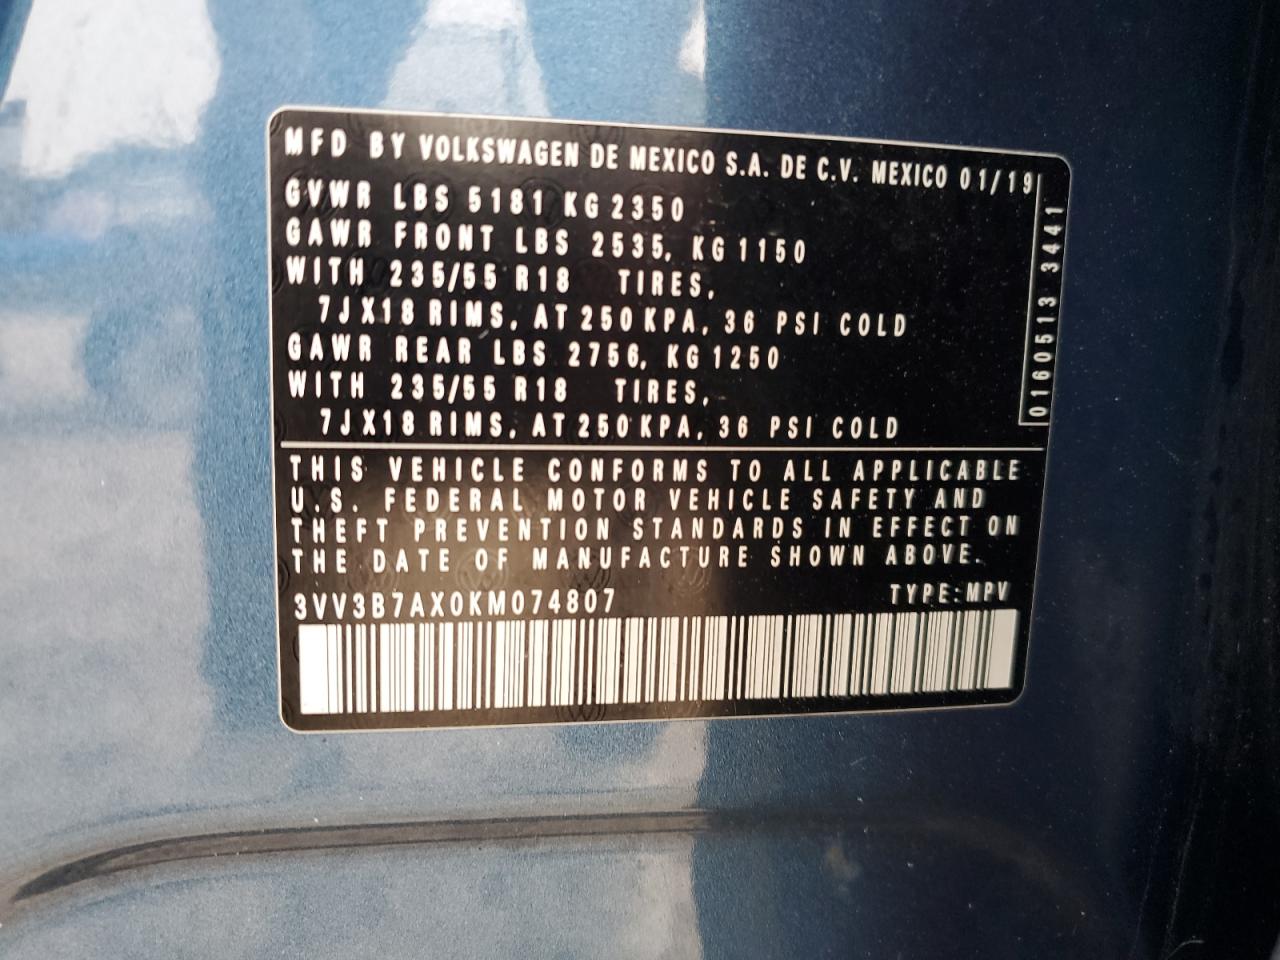 MFD BY VOLKSWAGEN DE MEXICO S.A. DE C.V. MEXICO 01/19
GVWR LBS 5181 KG 2350
GAWR FRONT LBS 2535, KG 1150
WITH 235/55 R18 TIRES,
7JX18 RIMS, AT 250 KPA, 36 PSI COLD
GAWR REAR LBS 2756, KG 1250
WITH 235/55 R18 TIRES,
7JX18 RIMS, AT 250 KPA, 36 PSI COLD
0160513 3441
THIS VEHICLE CONFORMS TO ALL APPLICABLE
U.S. FEDERAL MOTOR VEHICLE SAFETY AND
THEFT PREVENTION STANDARDS IN EFFECT ON
THE DATE OF MANUFACTURE SHOWN ABOVE.
3VV3B7AX0KM074807 TYPE:MPV